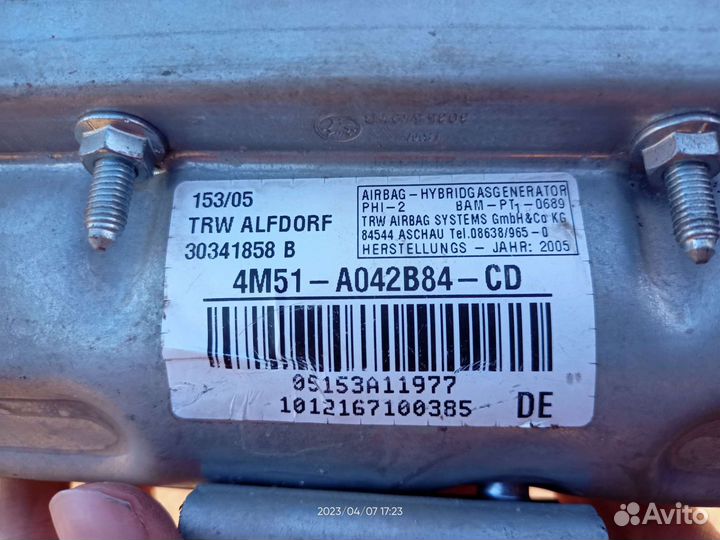 153/05
TRW ALFDORF
30341858 B
AIRBAG-HYBRIDGASGENERATOR
PHI-2 BAM-PT1-0689
TRW AIRBAG SYSTEMS GmbH&Co KG
84544 ASCHAU Tel.08638/965-0
HERSTELLUNGS - JAHR: 2005
4M51-A042B84-CD
05153A11977
1012167100385 DE
2023/04/07 17:23
Avito